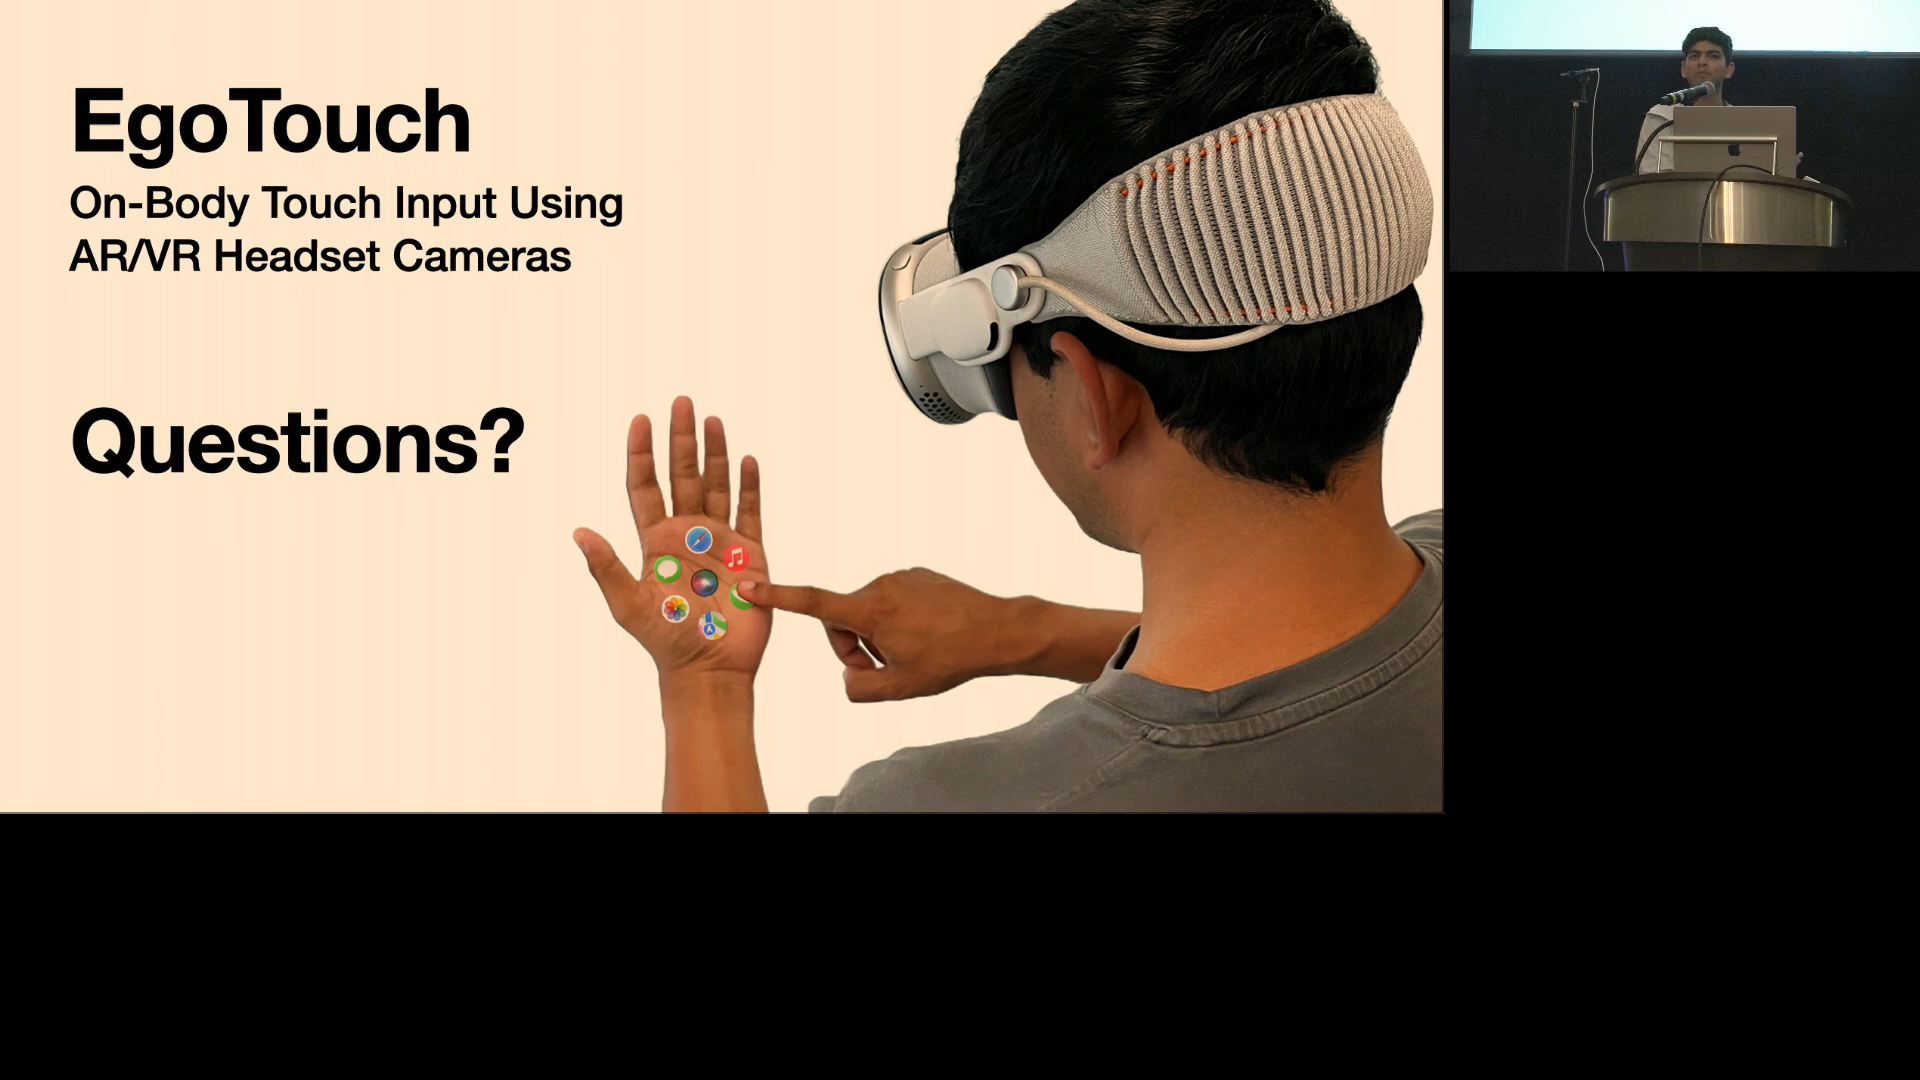 EgoTouch
On-Body Touch Input Using
AR/VR Headset Cameras
Questions?